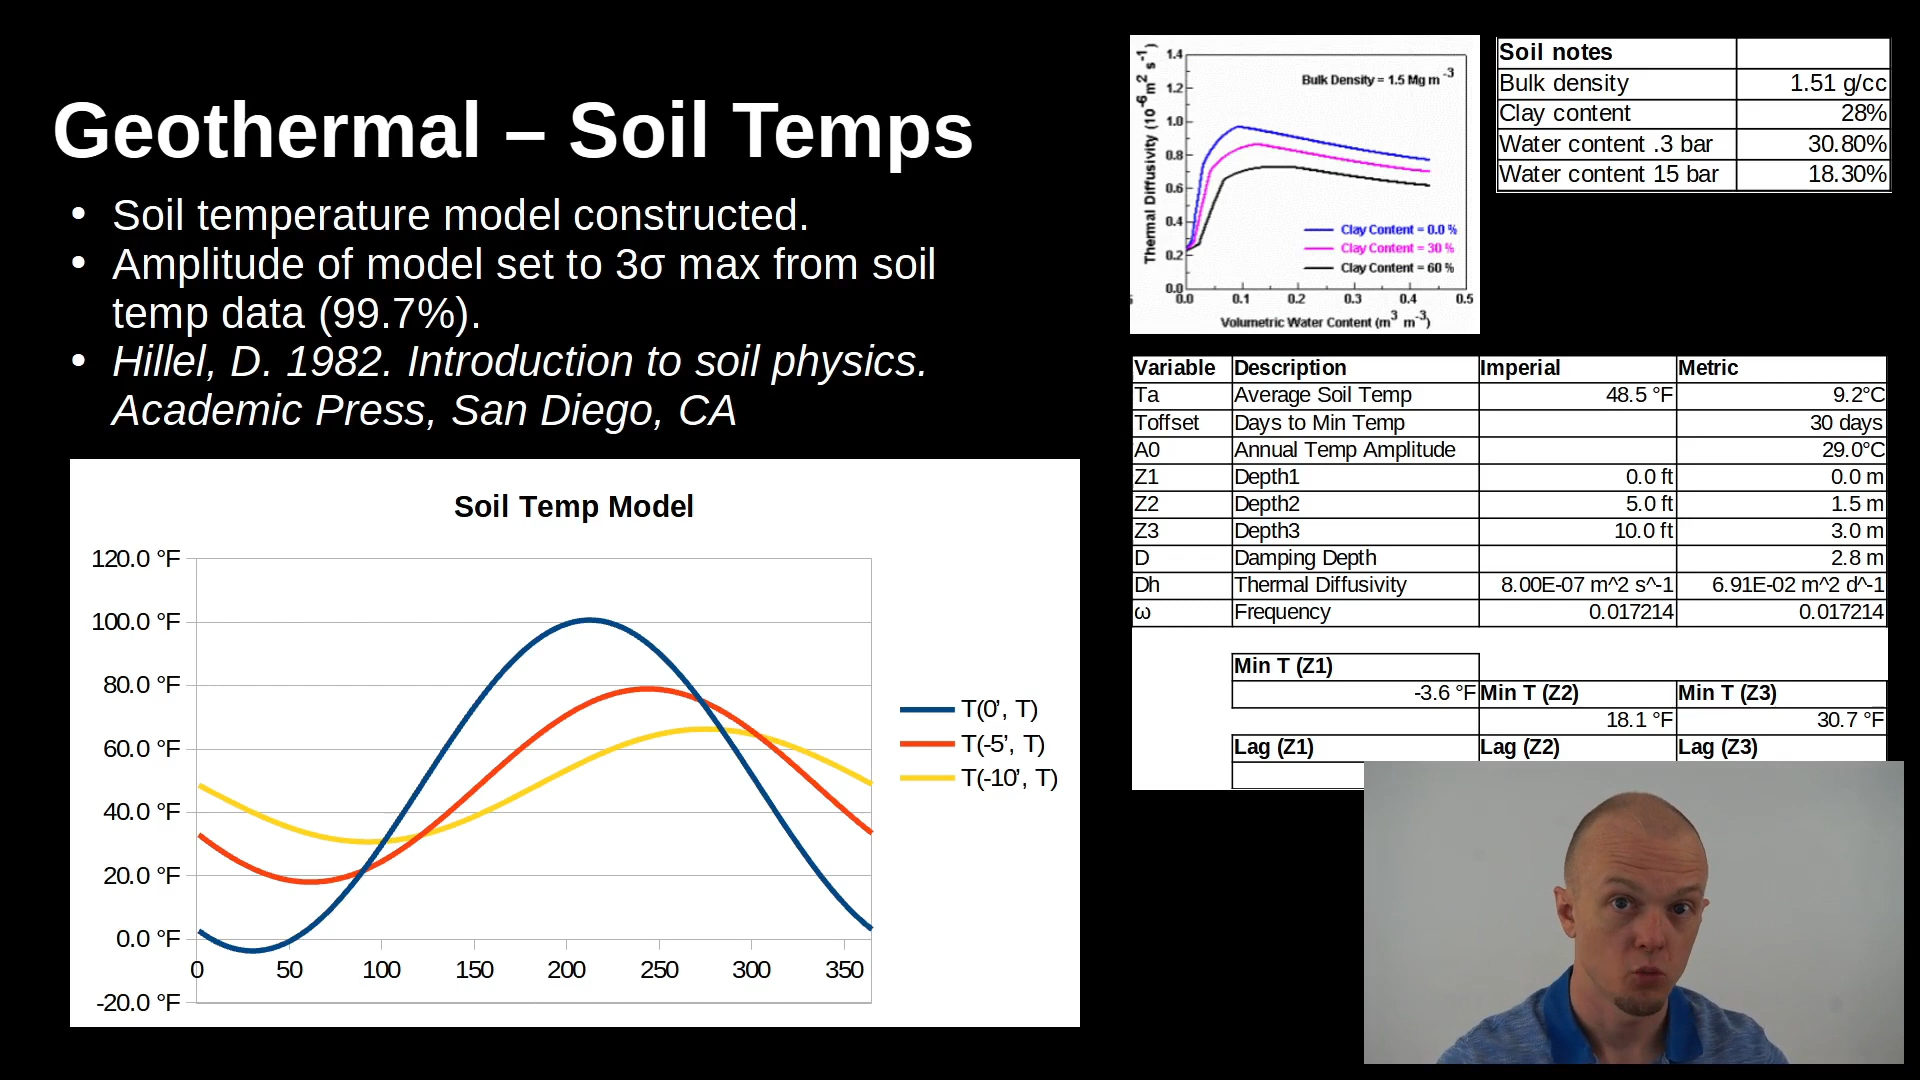 Geothermal – Soil Temps
• Soil temperature model constructed.
• Amplitude of model set to 3σ max from soil
temp data (99.7%).
• Hillel, D. 1982. Introduction to soil physics.
Academic Press, San Diego, CA
Soil Temp Model
120.0 °F
100.0 °F
80.0 °F
60.0 °F
40.0 °F
20.0 °F
0.0 °F
-20.0 °F
0 50 100 150 200 250 300 350
T(0', T)
T(-5', T)
T(-10', T)
Thermal Diffusivity (10-6 m2 s-1)
1.4
1.2
1.0
0.8
0.6
0.4
0.2
0.0
Bulk Density = 1.5 Mg m-3
Clay Content = 0.0 %
Clay Content = 30 %
Clay Content = 60 %
0.0 0.1 0.2 0.3 0.4 0.5
Volumetric Water Content (m3 m-3)
Soil notes
Bulk density 1.51 g/cc
Clay content 28%
Water content .3 bar 30.80%
Water content 15 bar 18.30%
Variable Description Imperial Metric
Ta Average Soil Temp 48.5 °F 9.2°C
Toffset Days to Min Temp 30 days
A0 Annual Temp Amplitude 29.0°C
Z1 Depth1 0.0 ft 0.0 m
Z2 Depth2 5.0 ft 1.5 m
Z3 Depth3 10.0 ft 3.0 m
D Damping Depth 2.8 m
Dh Thermal Diffusivity 8.00E-07 m^2 s^-1 6.91E-02 m^2 d^-1
ω Frequency 0.017214 0.017214
Min T (Z1)
-3.6 °F Min T (Z2) Min T (Z3)
18.1 °F 30.7 °F
Lag (Z1) Lag (Z2) Lag (Z3)